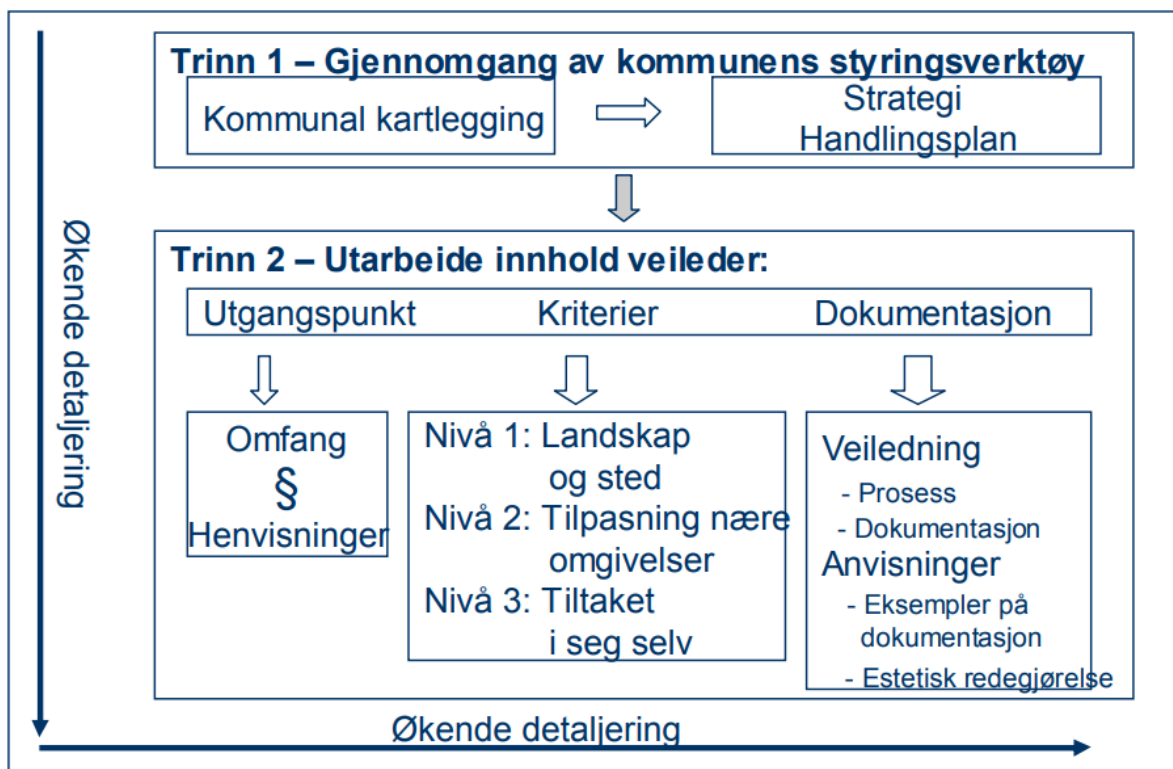 Trinn 1 – Gjennomgang av kommunens styringsverktøy
Kommunal kartlegging
Strategi
Handlingsplan
Økende detaljering
Trinn 2 – Utarbeide innhold veileder:
Utgangspunkt
Kriterier
Dokumentasjon
Omfang
§
Henvisninger
Nivå 1: Landskap
og sted
Nivå 2: Tilpasning nære
omgivelser
Nivå 3: Tiltaket
i seg selv
Veiledning
- Prosess
- Dokumentasjon
Anvisninger
- Eksempler på
dokumentasjon
- Estetisk redegjørelse
Økende detaljering